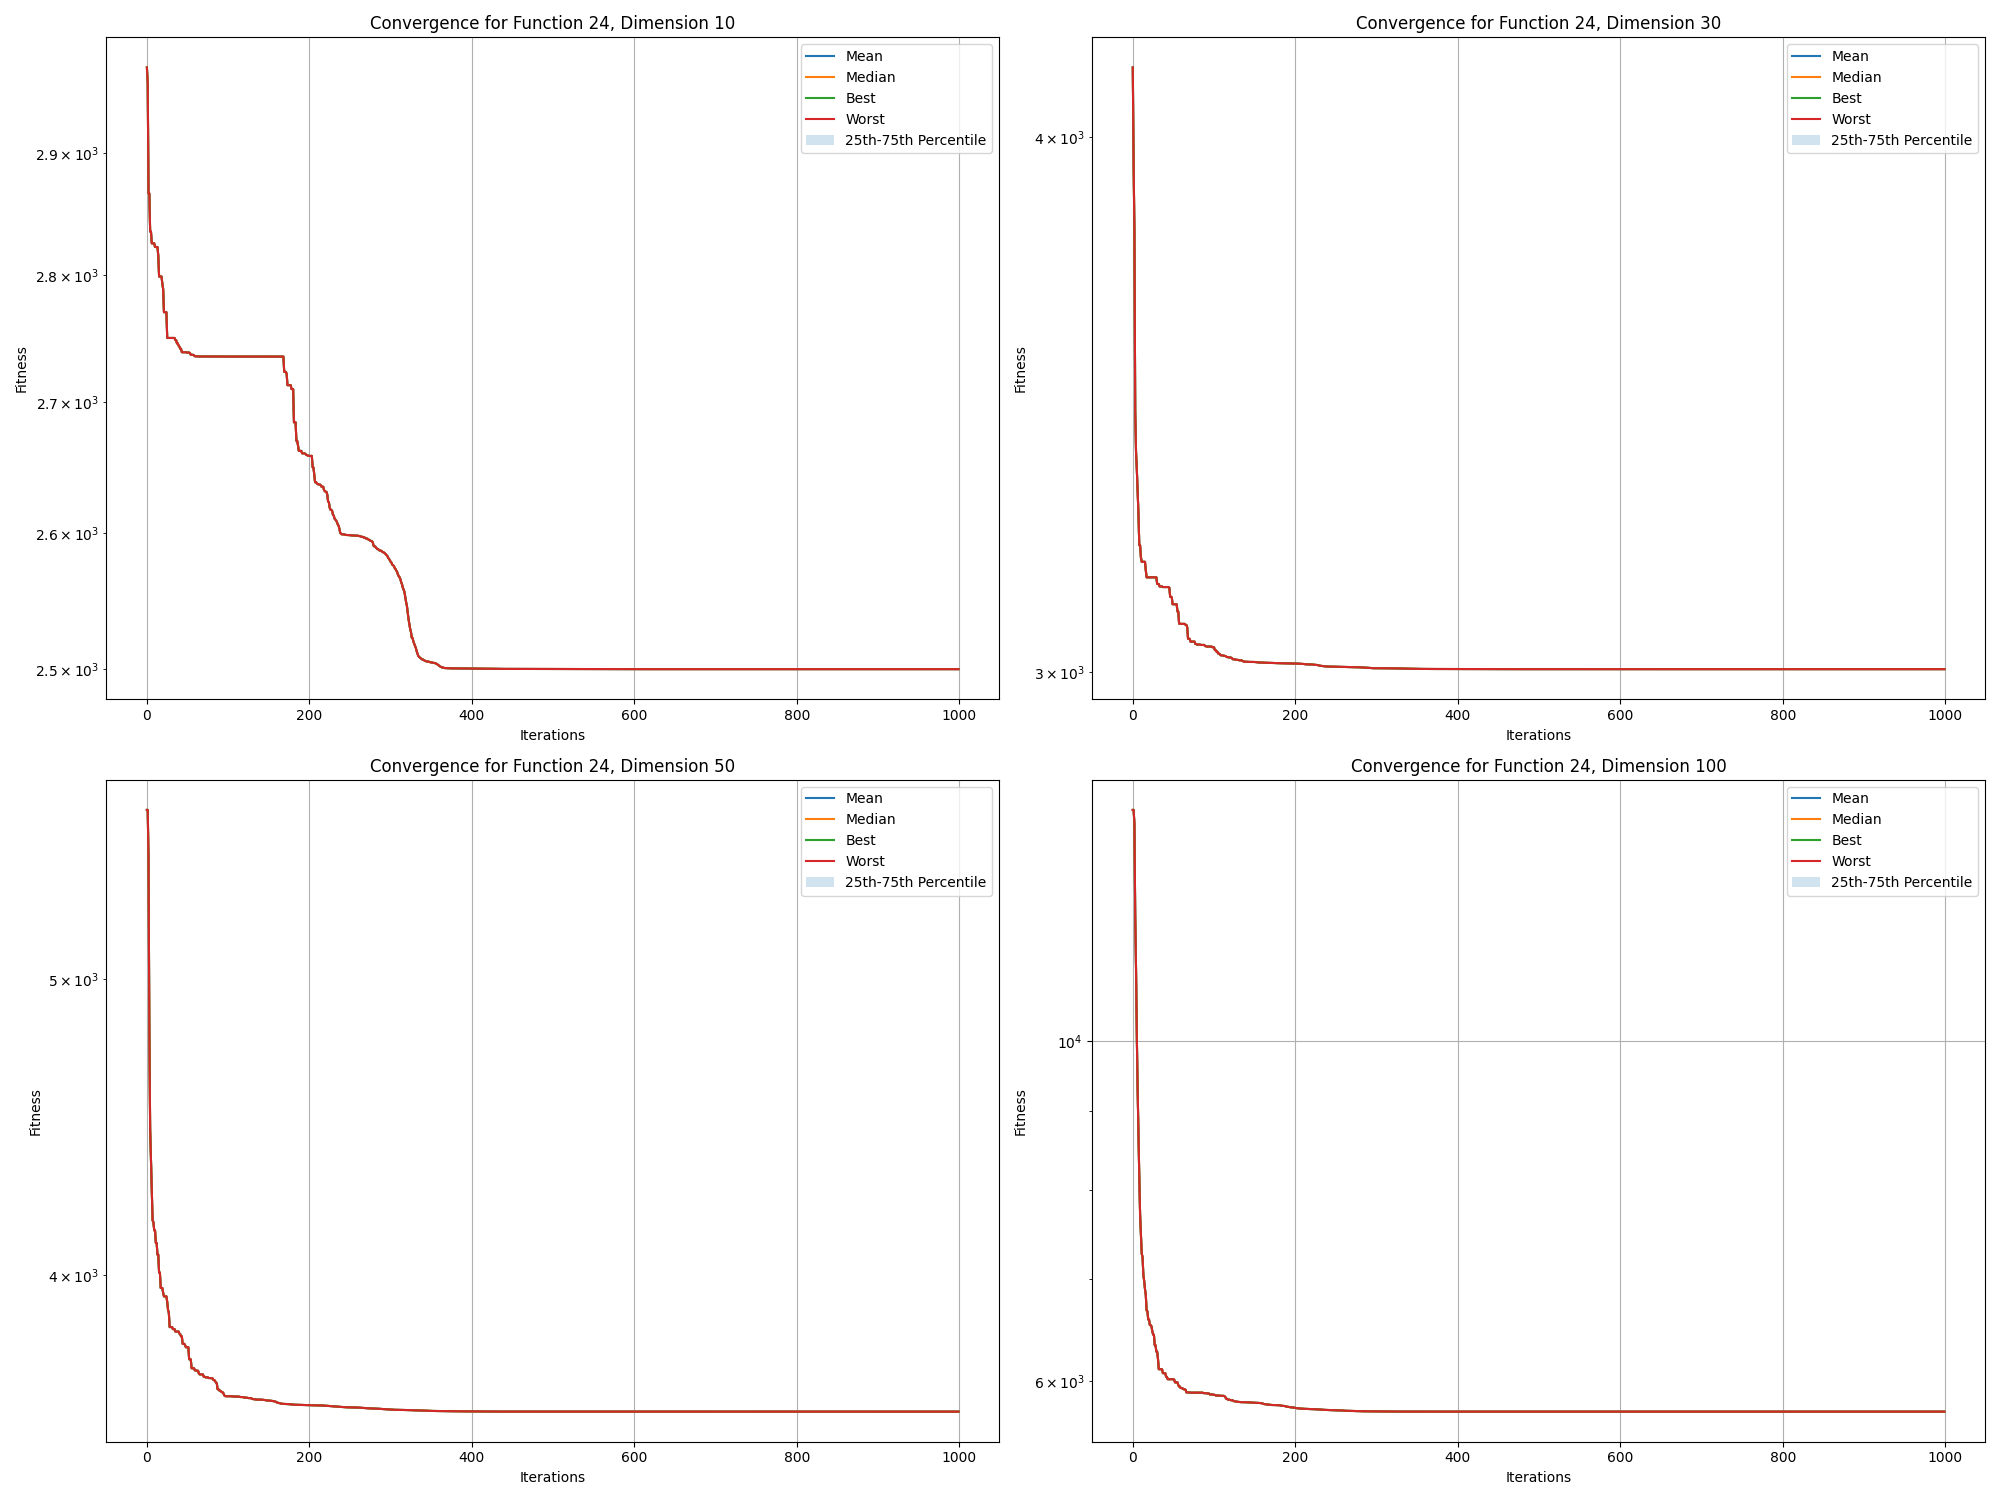 Convergence for Function 24, Dimension 10
Fitness
2.9 × 10³
2.8 × 10³
2.7 × 10³
2.6 × 10³
2.5 × 10³
Mean
Median
Best
Worst
25th-75th Percentile
0 200 400 600 800 1000
Iterations
Convergence for Function 24, Dimension 30
Fitness
4 × 10³
3 × 10³
Mean
Median
Best
Worst
25th-75th Percentile
0 200 400 600 800 1000
Iterations
Convergence for Function 24, Dimension 50
Fitness
5 × 10³
4 × 10³
Mean
Median
Best
Worst
25th-75th Percentile
0 200 400 600 800 1000
Iterations
Convergence for Function 24, Dimension 100
Fitness
10⁴
6 × 10³
Mean
Median
Best
Worst
25th-75th Percentile
0 200 400 600 800 1000
Iterations